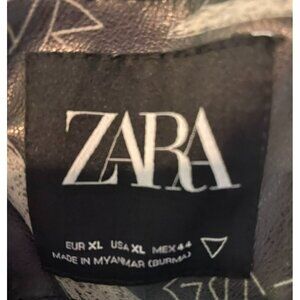 ZARA
EUR XL USA XL MEX 44
MADE IN MYANMAR (BURMA)